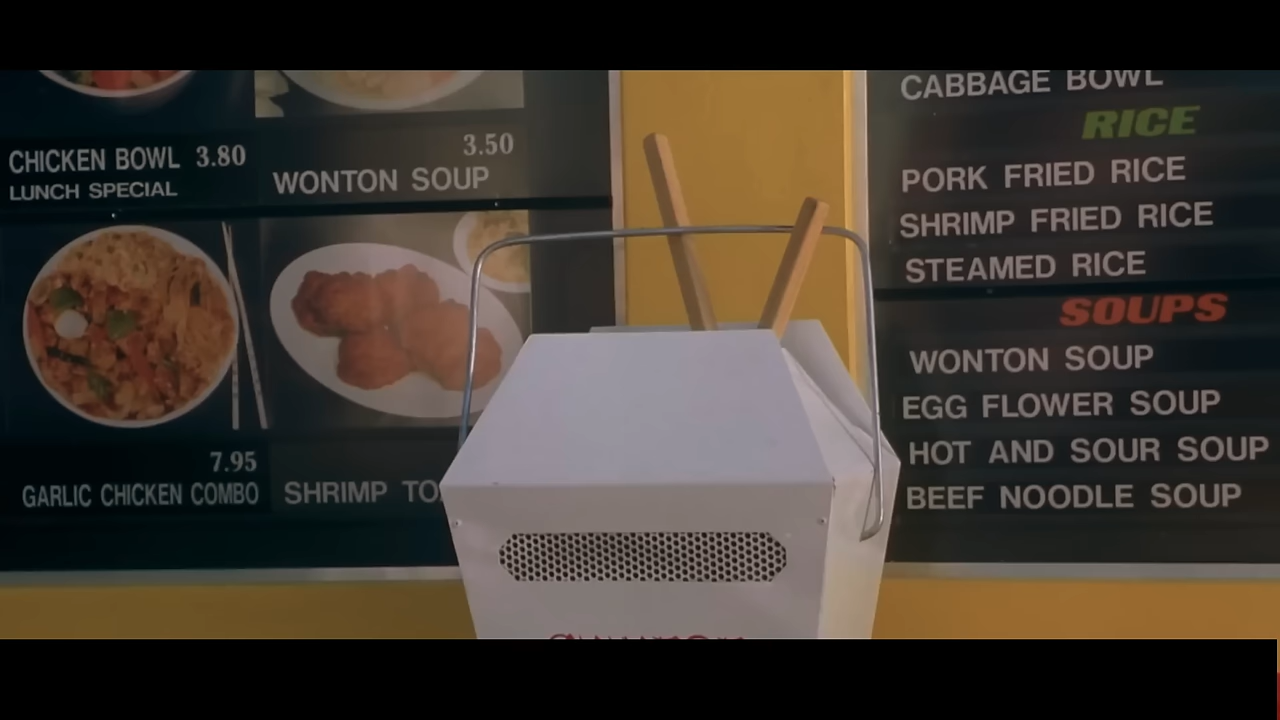 CHICKEN BOWL 3.80
LUNCH SPECIAL
3.50
WONTON SOUP
7.95
GARLIC CHICKEN COMBO
SHRIMP
CABBAGE BOWL
RICE
PORK FRIED RICE
SHRIMP FRIED RICE
STEAMED RICE
SOUPS
WONTON SOUP
EGG FLOWER SOUP
HOT AND SOUR SOUP
BEEF NOODLE SOUP